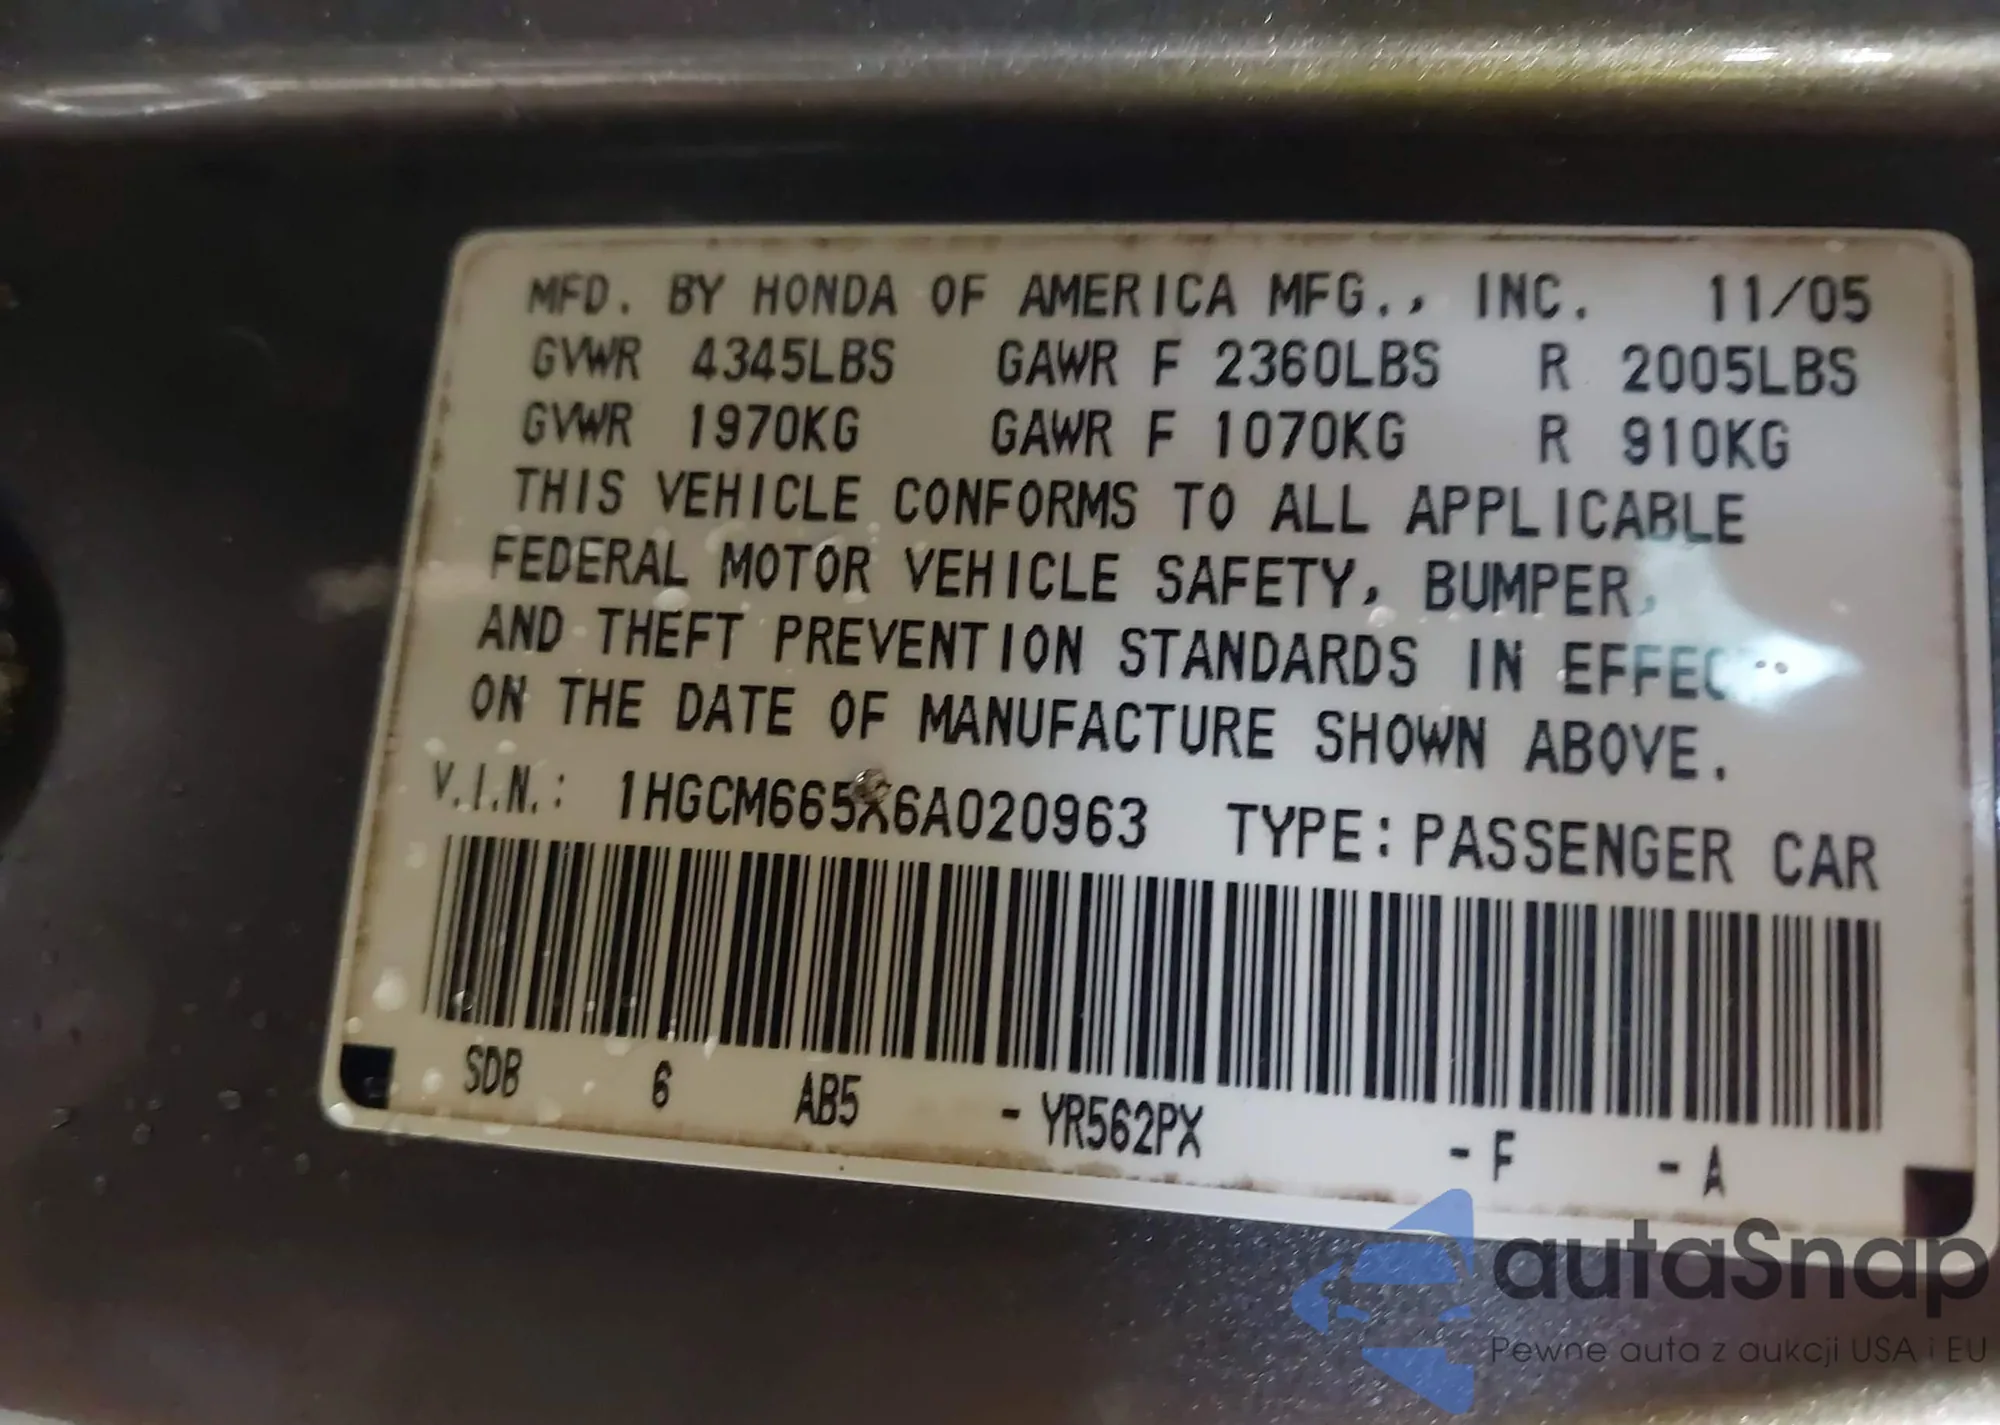 MFD. BY HONDA OF AMERICA MFG., INC. 11/05
GVWR 4345LBS GAWR F 2360LBS R 2005LBS
GVWR 1970KG GAWR F 1070KG R 910KG
THIS VEHICLE CONFORMS TO ALL APPLICABLE
FEDERAL MOTOR VEHICLE SAFETY, BUMPER,
AND THEFT PREVENTION STANDARDS IN EFFECT
ON THE DATE OF MANUFACTURE SHOWN ABOVE.
V.I.N.: 1HGCM665X6A020963 TYPE: PASSENGER CAR
SDB 6 AB5 - YR562PX - F - A
autaSnap
Pewne auta z aukcji USA i EU